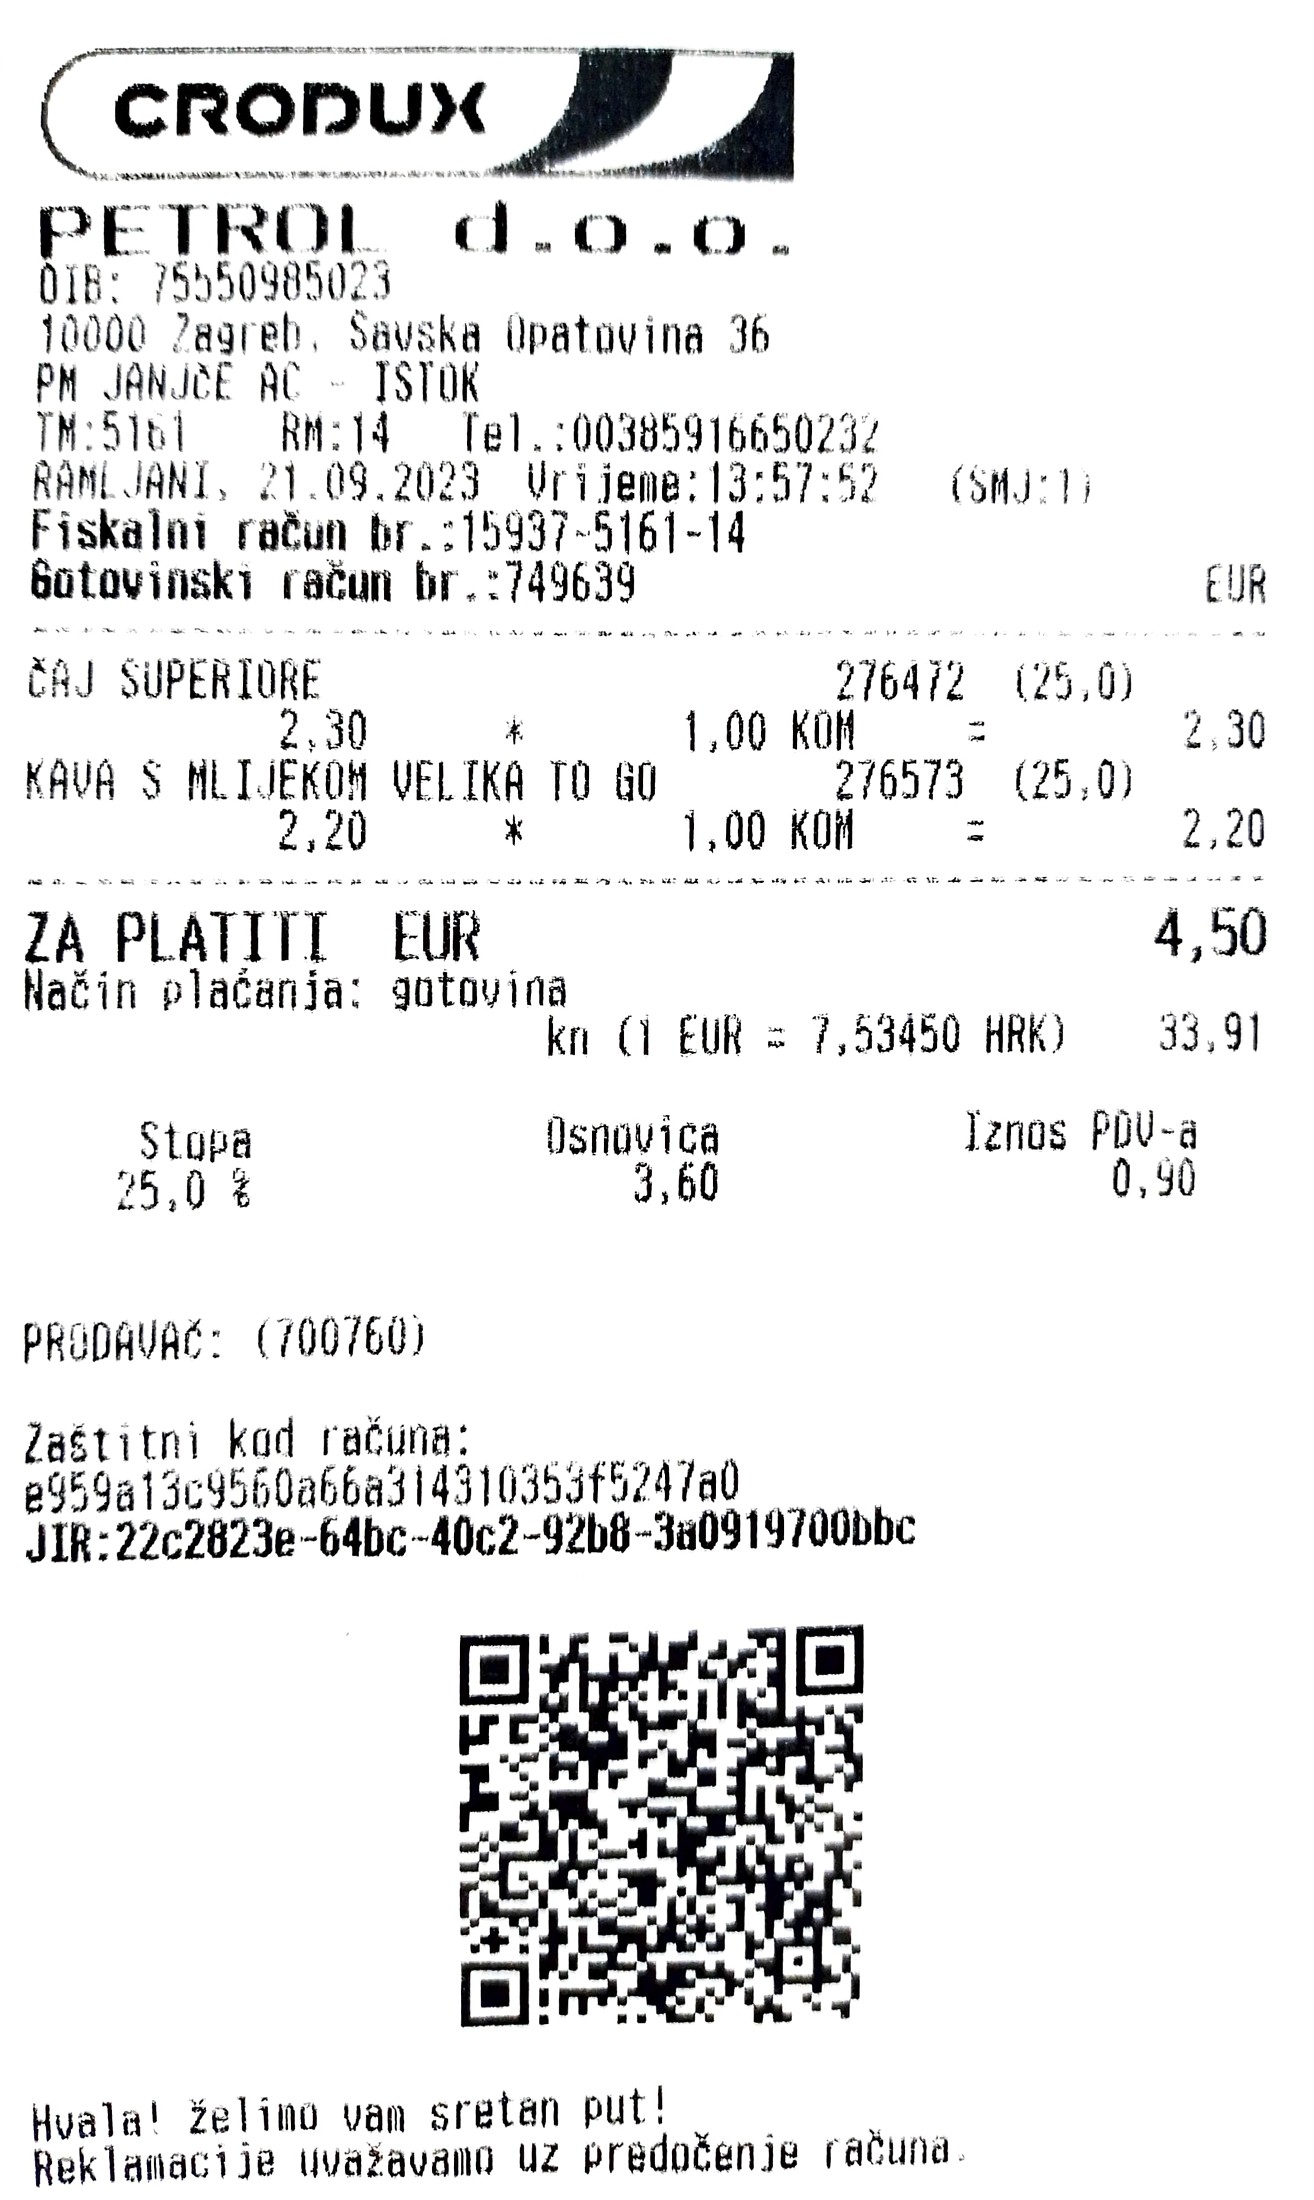 CRODUX
PETROL d.o.o.
OIB: 75550985023
10000 Zagreb, Savska Opatovina 36
PM JANJČE AC - ISTOK
TM:5161 RM:14 Tel.:00385916650232
RAMLJANI, 21.09.2023 Vrijeme:13:57:52 (SMJ:1)
Fiskalni račun br.:15937-5161-14
Gotovinski račun br.:749639 EUR
ČAJ SUPERIORE 276472 (25,0)
2,30 * 1,00 KOM = 2,30
KAVA S MLIJEKOM VELIKA TO GO 276573 (25,0)
2,20 * 1,00 KOM = 2,20
ZA PLATITI EUR 4,50
Način plaćanja: gotovina
kn (1 EUR = 7,53450 HRK) 33,91
Stopa Osnovica Iznos PDV-a
25,0 % 3,60 0,90
PRODAVAČ: (700760)
Zaštitni kod računa:
e959a13c9560a66a314310353f5247a0
JIR:22c2823e-64bc-40c2-92b8-3a0919700bbc
Hvala! želimo vam sretan put!
Reklamacije uvažavamo uz predočenje računa.